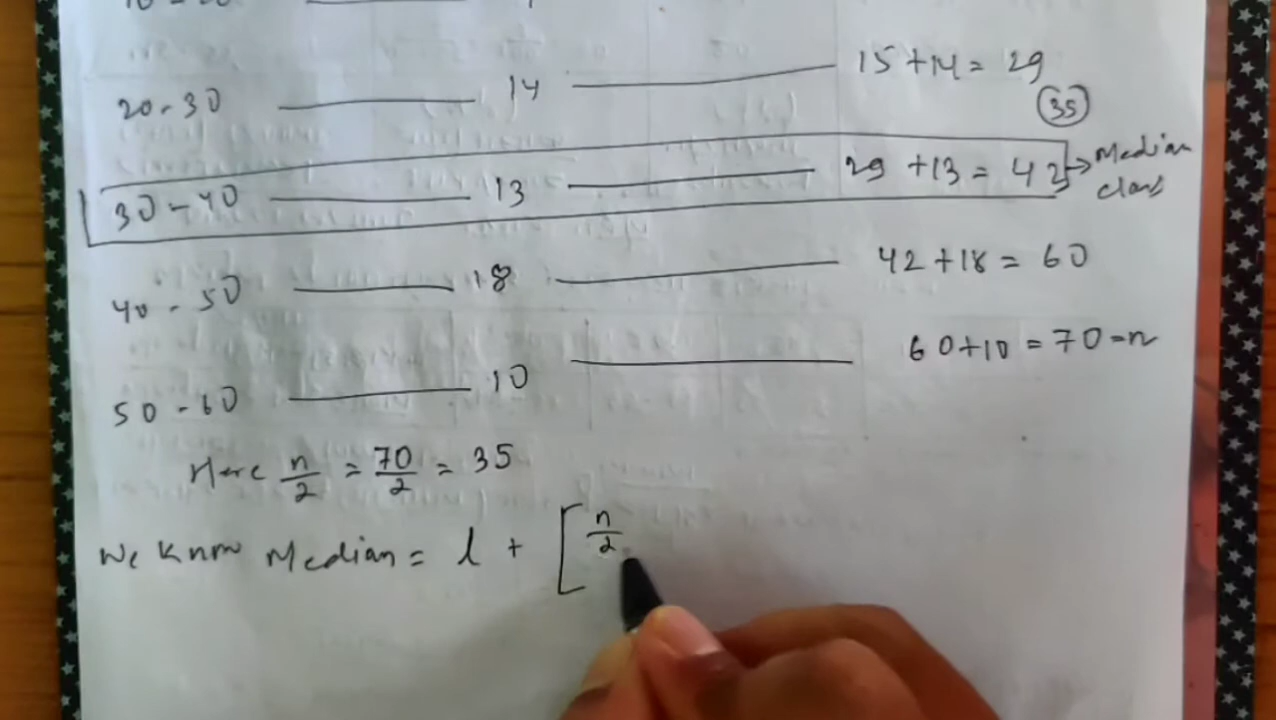 20-30 14 15+14=29
35
30-40 13 29+13=42 → Median class
40-50 18 42+18=60
50-60 10 60+10=70=n
Here n/2 = 70/2 = 35
We know Median = l + [n/2